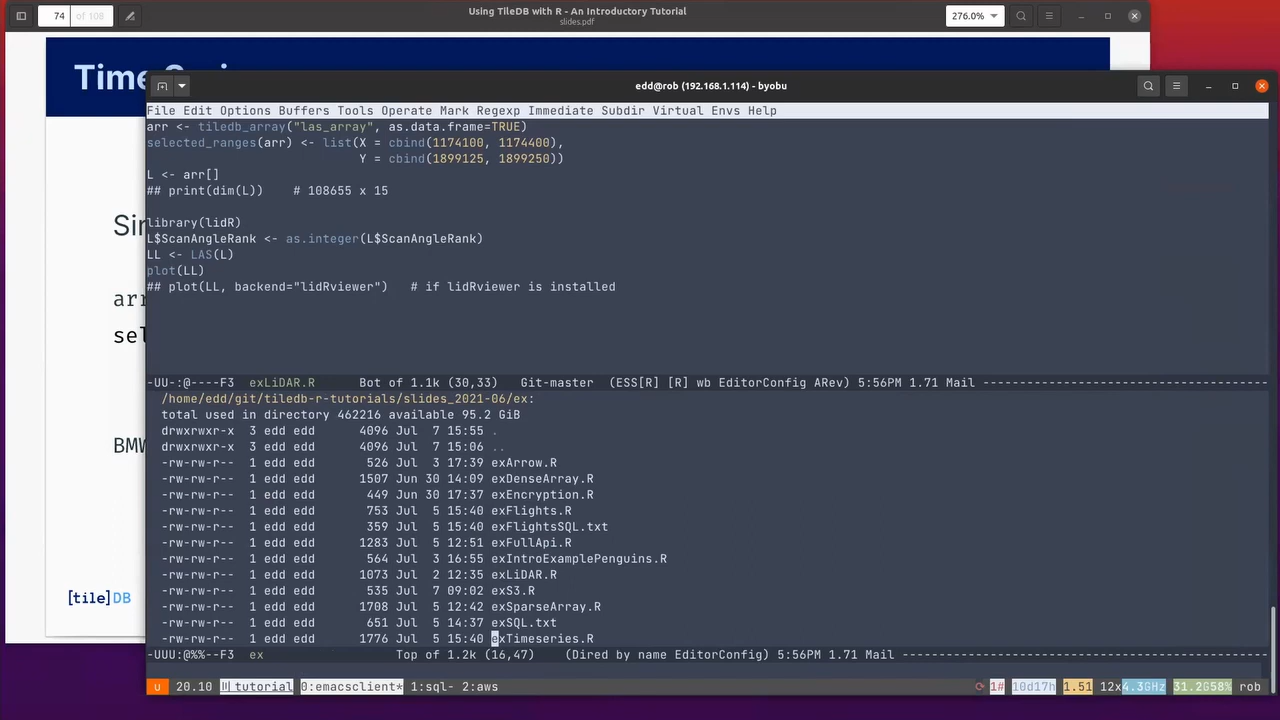 74 of 108
Using TileDB with R - An Introductory Tutorial
slides.pdf
276.0%
Time Seri
edd@rob (192.168.1.114) - byobu
File Edit Options Buffers Tools Operate Mark Regexp Immediate Subdir Virtual Envs Help
arr <- tiledb_array("las_array", as.data.frame=TRUE)
selected_ranges(arr) <- list(X = cbind(1174100, 1174400),
Y = cbind(1899125, 1899250))
L <- arr[]
## print(dim(L))    # 108655 x 15
library(lidR)
L$ScanAngleRank <- as.integer(L$ScanAngleRank)
LL <- LAS(L)
plot(LL)
## plot(LL, backend="lidRviewer")   # if lidRviewer is installed
Sin
arr
sel
BMW
[tile]DB
-UU-:@----F3  exLiDAR.R      Bot of 1.1k (30,33)   Git-master  (ESS[R] [R] wb EditorConfig ARev) 5:56PM 1.71 Mail ---------------------------------------
/home/edd/git/tiledb-r-tutorials/slides_2021-06/ex:
total used in directory 462216 available 95.2 GiB
drwxrwxr-x  3 edd edd      4096 Jul  7 15:55 .
drwxrwxr-x  3 edd edd      4096 Jul  7 15:06 ..
-rw-rw-r--  1 edd edd       526 Jul  3 17:39 exArrow.R
-rw-rw-r--  1 edd edd      1507 Jun 30 14:09 exDenseArray.R
-rw-rw-r--  1 edd edd       449 Jun 30 17:37 exEncryption.R
-rw-rw-r--  1 edd edd       753 Jul  5 15:40 exFlights.R
-rw-rw-r--  1 edd edd       359 Jul  5 15:40 exFlightsSQL.txt
-rw-rw-r--  1 edd edd      1283 Jul  5 12:51 exFullApi.R
-rw-rw-r--  1 edd edd       564 Jul  3 16:55 exIntroExamplePenguins.R
-rw-rw-r--  1 edd edd      1073 Jul  2 12:35 exLiDAR.R
-rw-rw-r--  1 edd edd       535 Jul  7 09:02 exS3.R
-rw-rw-r--  1 edd edd      1708 Jul  5 12:42 exSparseArray.R
-rw-rw-r--  1 edd edd       651 Jul  5 14:37 exSQL.txt
-rw-rw-r--  1 edd edd      1776 Jul  5 15:40 exTimeseries.R
-UUU:@%%--F3  ex                  Top of 1.2k (16,47)    (Dired by name EditorConfig) 5:56PM 1.71 Mail --------------------------------------------------
u 20.10 tutorial 0:emacsclient* 1:sql- 2:aws 1# 10d17h 1.51 12x4.3GHz 31.2G58% rob